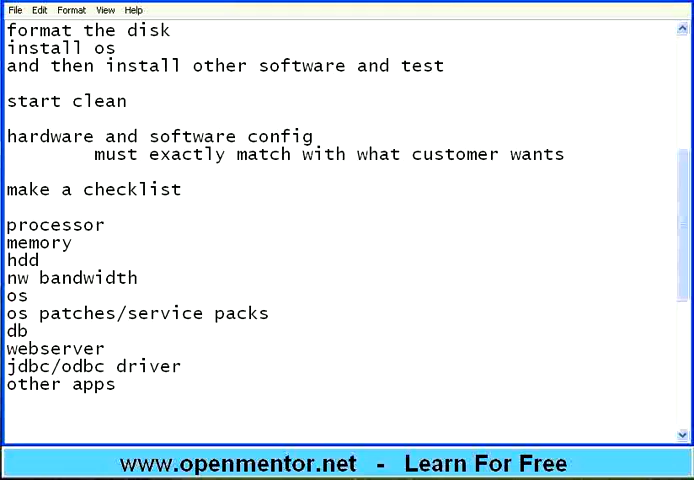 File Edit Format View Help
format the disk
install os
and then install other software and test
start clean
hardware and software config
must exactly match with what customer wants
make a checklist
processor
memory
hdd
nw bandwidth
os
os patches/service packs
db
webserver
jdbc/odbc driver
other apps
www.openmentor.net - Learn For Free